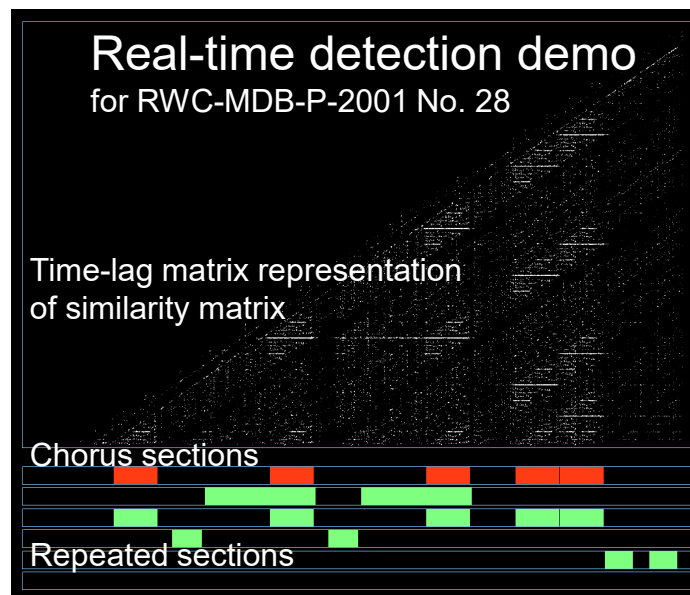 Real-time detection demo
for RWC-MDB-P-2001 No. 28
Time-lag matrix representation
of similarity matrix
Chorus sections
Repeated sections